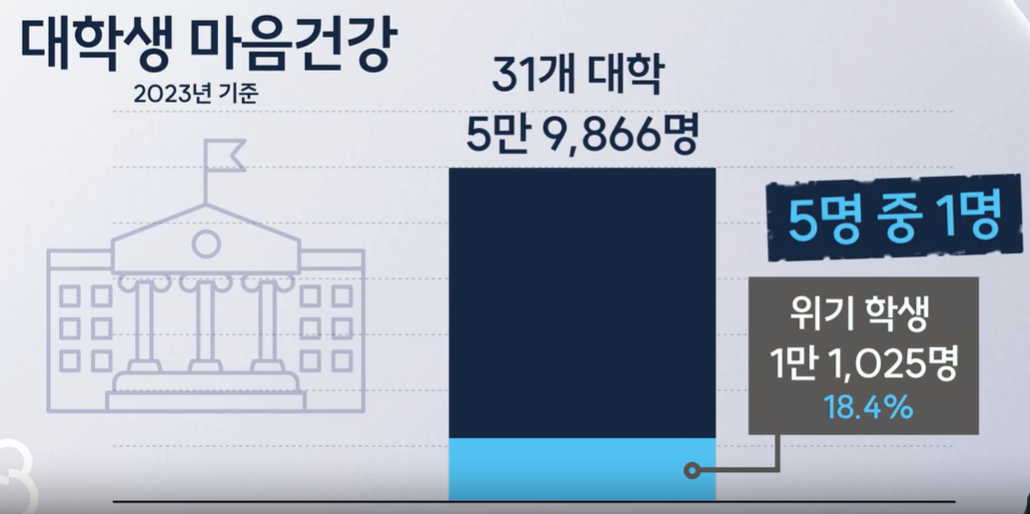 대학생 마음건강
2023년 기준
31개 대학
5만 9,866명
5명 중 1명
위기 학생
1만 1,025명
18.4%